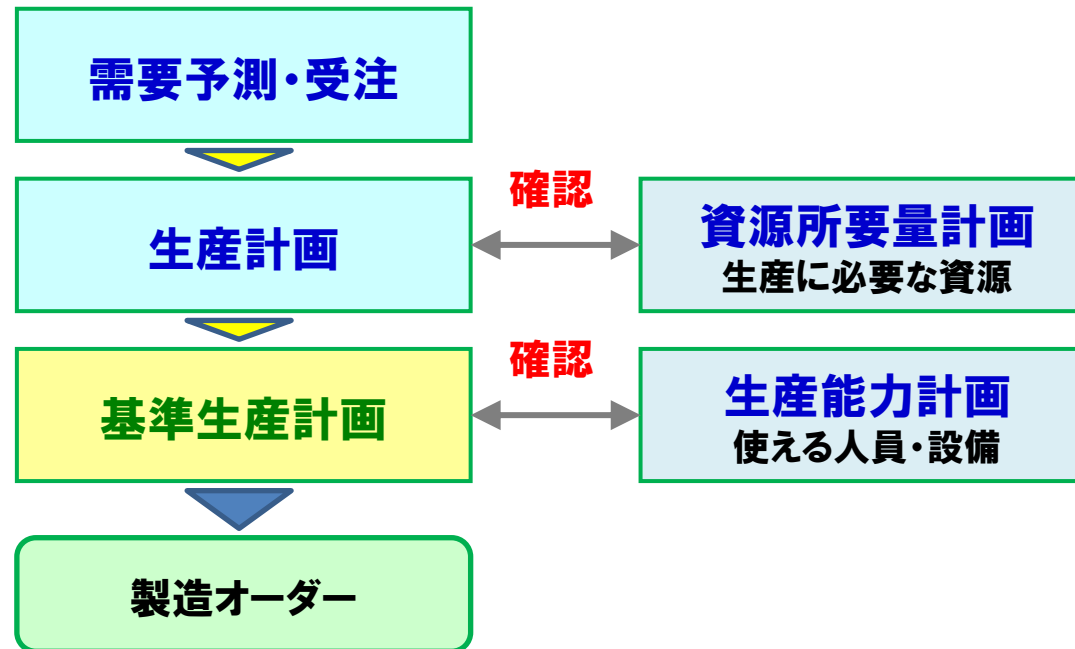 需要予測・受注
確認
生産計画
資源所要量計画
生産に必要な資源
確認
基準生産計画
生産能力計画
使える人員・設備
製造オーダー